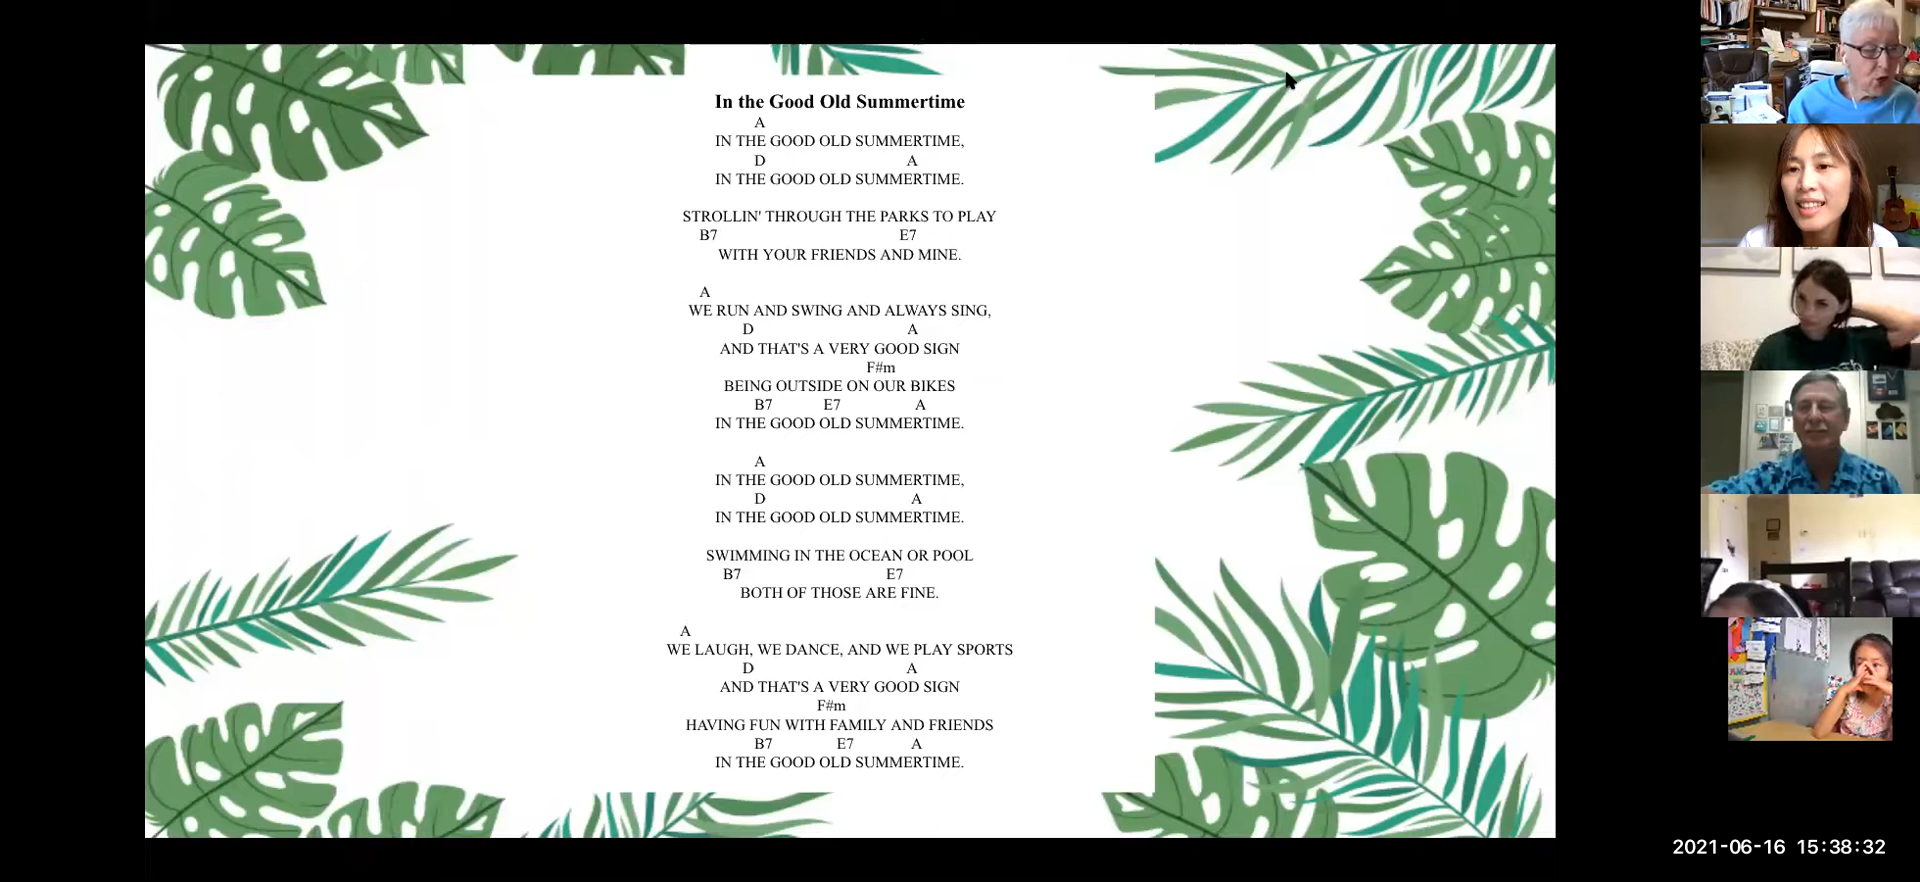 In the Good Old Summertime
A
IN THE GOOD OLD SUMMERTIME,
D A
IN THE GOOD OLD SUMMERTIME.
STROLLIN' THROUGH THE PARKS TO PLAY
B7 E7
WITH YOUR FRIENDS AND MINE.
A
WE RUN AND SWING AND ALWAYS SING,
D A
AND THAT'S A VERY GOOD SIGN
F#m
BEING OUTSIDE ON OUR BIKES
B7 E7 A
IN THE GOOD OLD SUMMERTIME.
A
IN THE GOOD OLD SUMMERTIME,
D A
IN THE GOOD OLD SUMMERTIME.
SWIMMING IN THE OCEAN OR POOL
B7 E7
BOTH OF THOSE ARE FINE.
A
WE LAUGH, WE DANCE, AND WE PLAY SPORTS
D A
AND THAT'S A VERY GOOD SIGN
F#m
HAVING FUN WITH FAMILY AND FRIENDS
B7 E7 A
IN THE GOOD OLD SUMMERTIME.
2021-06-16 15:38:32